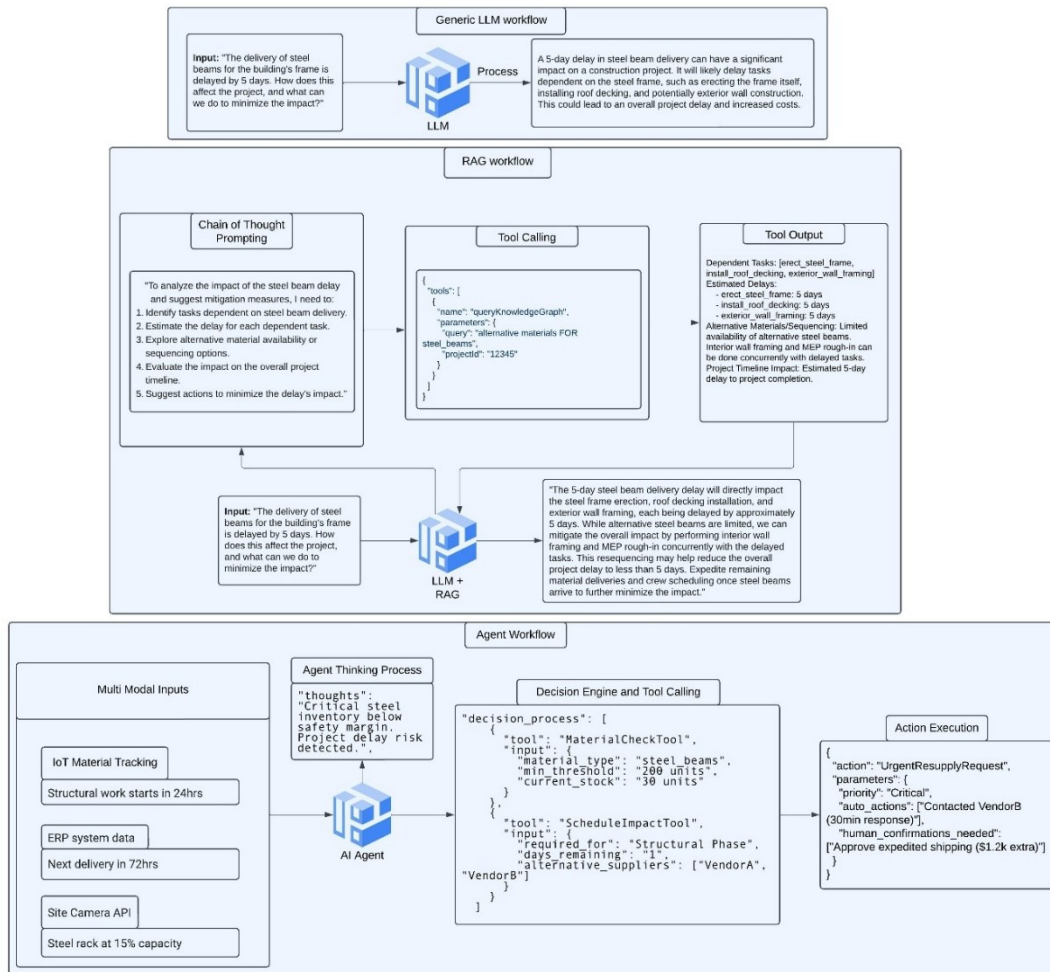 Generic LLM workflow
Input: "The delivery of steel
beams for the building's frame is
delayed by 5 days. How does this
affect the project, and what can
we do to minimize the impact?"
LLM
Process
A 5-day delay in steel beam delivery can have a significant
impact on a construction project. It will likely delay tasks
dependent on the steel frame, such as erecting the frame itself,
installing roof decking, and potentially exterior wall construction.
This could lead to an overall project delay and increased costs.
RAG workflow
Chain of Thought
Prompting
"To analyze the impact of the steel beam delay
and suggest mitigation measures, I need to:
1. Identify tasks dependent on steel beam delivery.
2. Estimate the delay for each dependent task.
3. Explore alternative material availability or
sequencing options.
4. Evaluate the impact on the overall project
timeline.
5. Suggest actions to minimize the delay's impact."
Tool Calling
{
"tools": [
{
"name": "queryKnowledgeGraph",
"parameters": {
"query": "alternative materials FOR
steel_beams",
"projectId": "12345"
}
}
]
}
Tool Output
Dependent Tasks: [erect_steel_frame,
install_roof_decking, exterior_wall_framing]
Estimated Delays:
- erect_steel_frame: 5 days
- install_roof_decking: 5 days
- exterior_wall_framing: 5 days
Alternative Materials/Sequencing: Limited
availability of alternative steel beams.
Interior wall framing and MEP rough-in can
be done concurrently with delayed tasks.
Project Timeline Impact: Estimated 5-day
delay to project completion.
Input: "The delivery of steel
beams for the building's frame
is delayed by 5 days. How
does this affect the project,
and what can we do to
minimize the impact?"
LLM +
RAG
"The 5-day steel beam delivery delay will directly impact
the steel frame erection, roof decking installation, and
exterior wall framing, each being delayed by approximately
5 days. While alternative steel beams are limited, we can
mitigate the overall impact by performing interior wall
framing and MEP rough-in concurrently with the delayed
tasks. This resequencing may help reduce the overall
project delay to less than 5 days. Expedite remaining
material deliveries and crew scheduling once steel beams
arrive to further minimize the impact."
Agent Workflow
Multi Modal Inputs
IoT Material Tracking
Structural work starts in 24hrs
ERP system data
Next delivery in 72hrs
Site Camera API
Steel rack at 15% capacity
Agent Thinking Process
"thoughts":
"Critical steel
inventory below
safety margin.
Project delay risk
detected.",
AI Agent
Decision Engine and Tool Calling
"decision_process": [
{
"tool": "MaterialCheckTool",
"input": {
"material_type": "steel_beams",
"min_threshold": "200 units",
"current_stock": "30 units"
}
},
{
"tool": "ScheduleImpactTool",
"input": {
"required_for": "Structural Phase",
"days_remaining": "1",
"alternative_suppliers": ["VendorA",
"VendorB"]
}
}
]
Action Execution
{
"action": "UrgentResupplyRequest",
"parameters": {
"priority": "Critical",
"auto_actions": ["Contacted VendorB
(30min response)"],
"human_confirmations_needed":
["Approve expedited shipping ($1.2k extra)"]
}
}